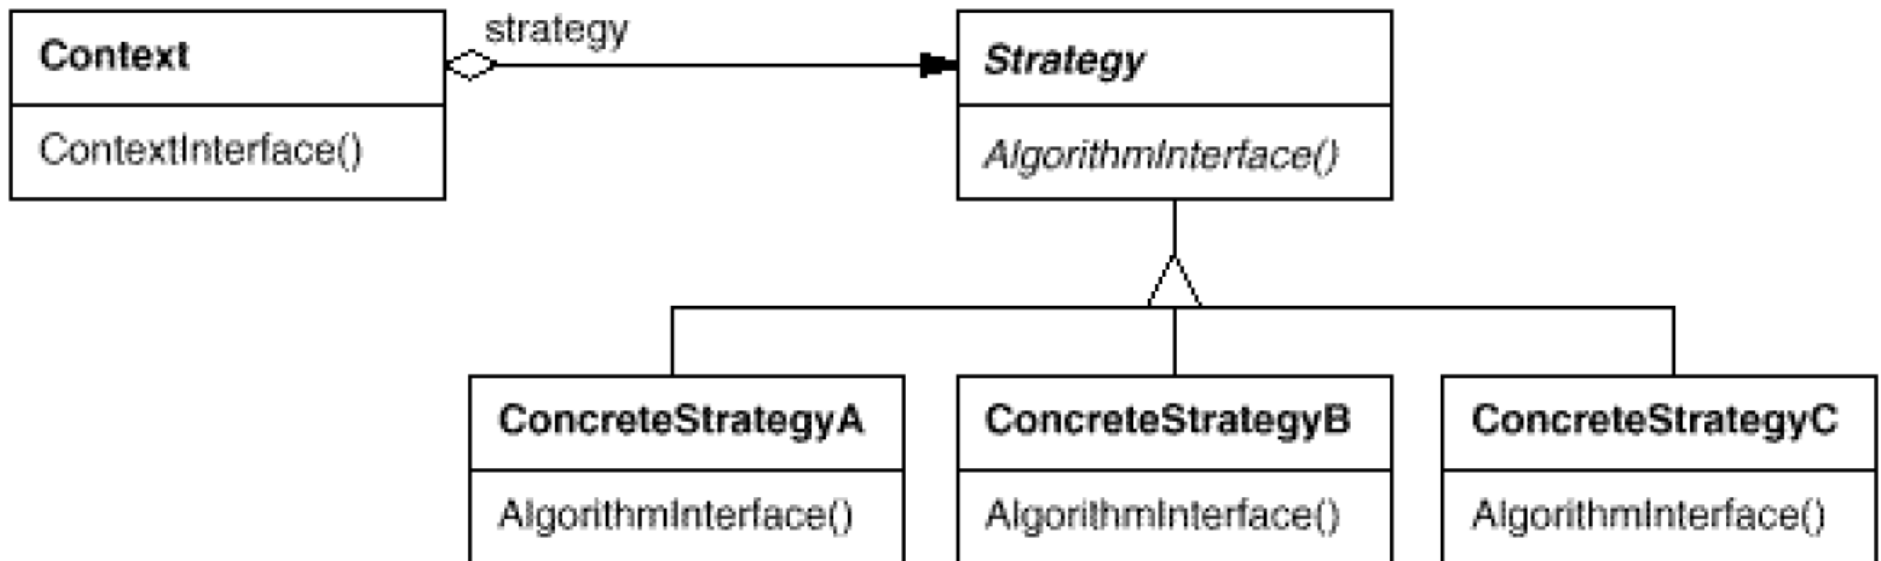 strategy
Context
Strategy
ContextInterface()
AlgorithmInterface()
ConcreteStrategyA
ConcreteStrategyB
ConcreteStrategyC
AlgorithmInterface()
AlgorithmInterface()
AlgorithmInterface()